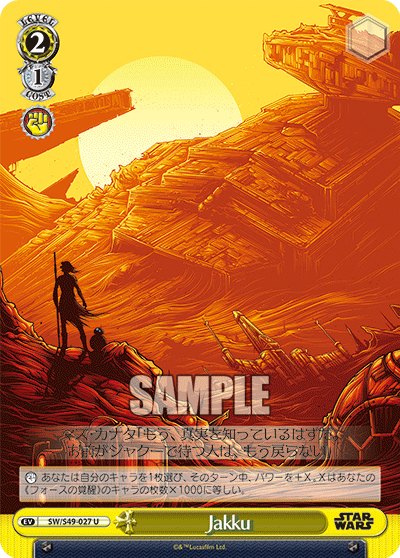 LEVEL
2
1
COST
SAMPLE
マズ・カナタ「もう、真実を知っているはずだ。
お前がジャクーで待つ人は、もう戻らない」
あなたは自分のキャラを1枚選び、そのターン中、パワーを+X。Xはあなたの
《フォースの覚醒》のキャラの枚数×1000に等しい。
EV SW/S49-027 U
Jakku
STAR WARS
©&™Lucasfilm Ltd.